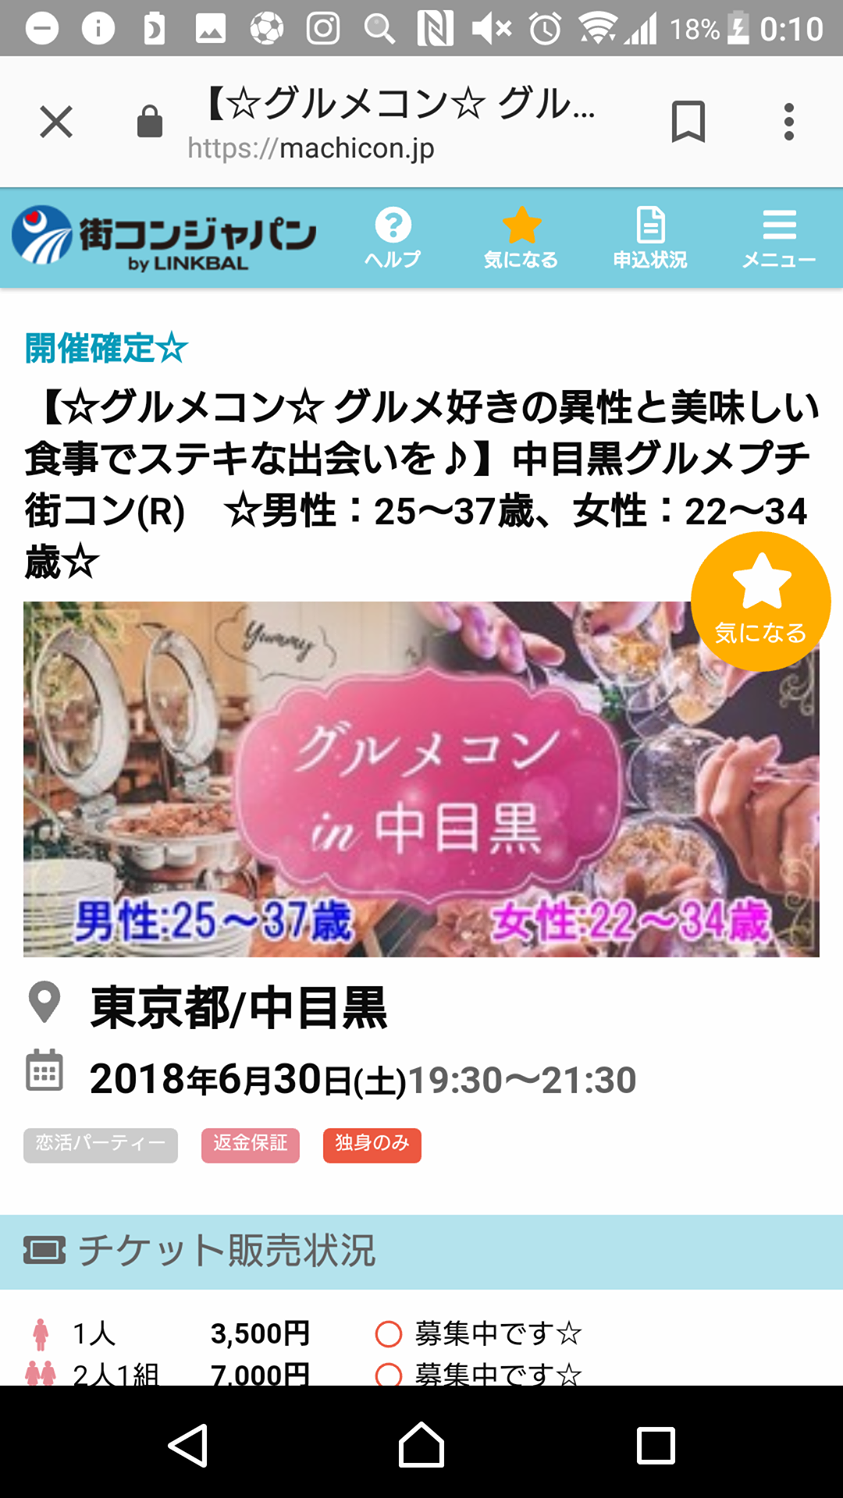 18% 0:10
【☆グルメコン☆ グル...
https://machicon.jp
街コンジャパン
by LINKBAL
ヘルプ
気になる
申込状況
メニュー
開催確定☆
【☆グルメコン☆ グルメ好きの異性と美味しい
食事でステキな出会いを♪】中目黒グルメプチ
街コン(R)　☆男性：25〜37歳、女性：22〜34
歳☆
気になる
Yummy
グルメコン
in 中目黒
男性:25〜37歳 女性:22〜34歳
東京都/中目黒
2018年6月30日(土)19:30〜21:30
恋活パーティー 返金保証 独身のみ
チケット販売状況
1人 3,500円 ○ 募集中です☆
2人1組 7,000円 ○ 募集中です☆